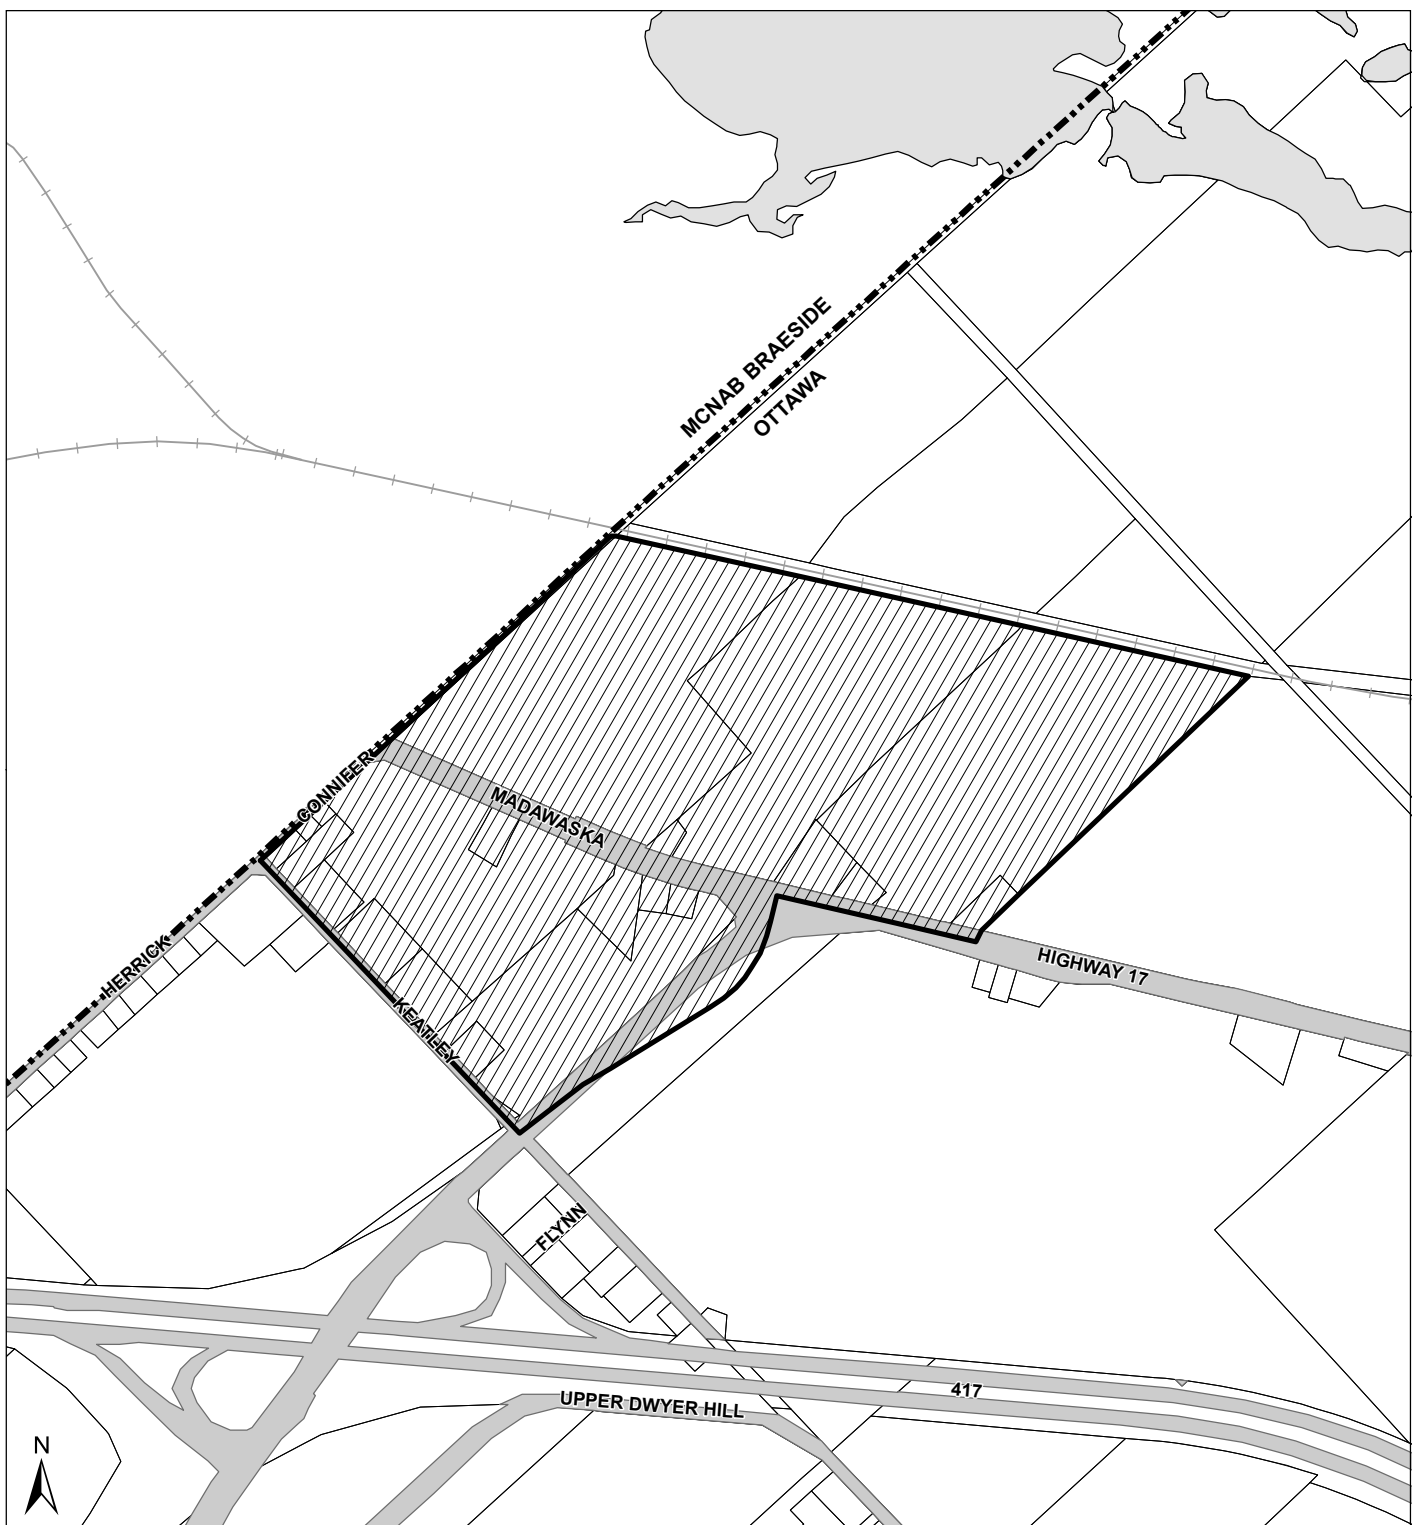 MCNAB BRAESIDE
OTTAWA
CONNIFER
MADAWASKA
HERRICK
HIGHWAY 17
KEATLEY
FLYNN
417
UPPER DWYER HILL
N